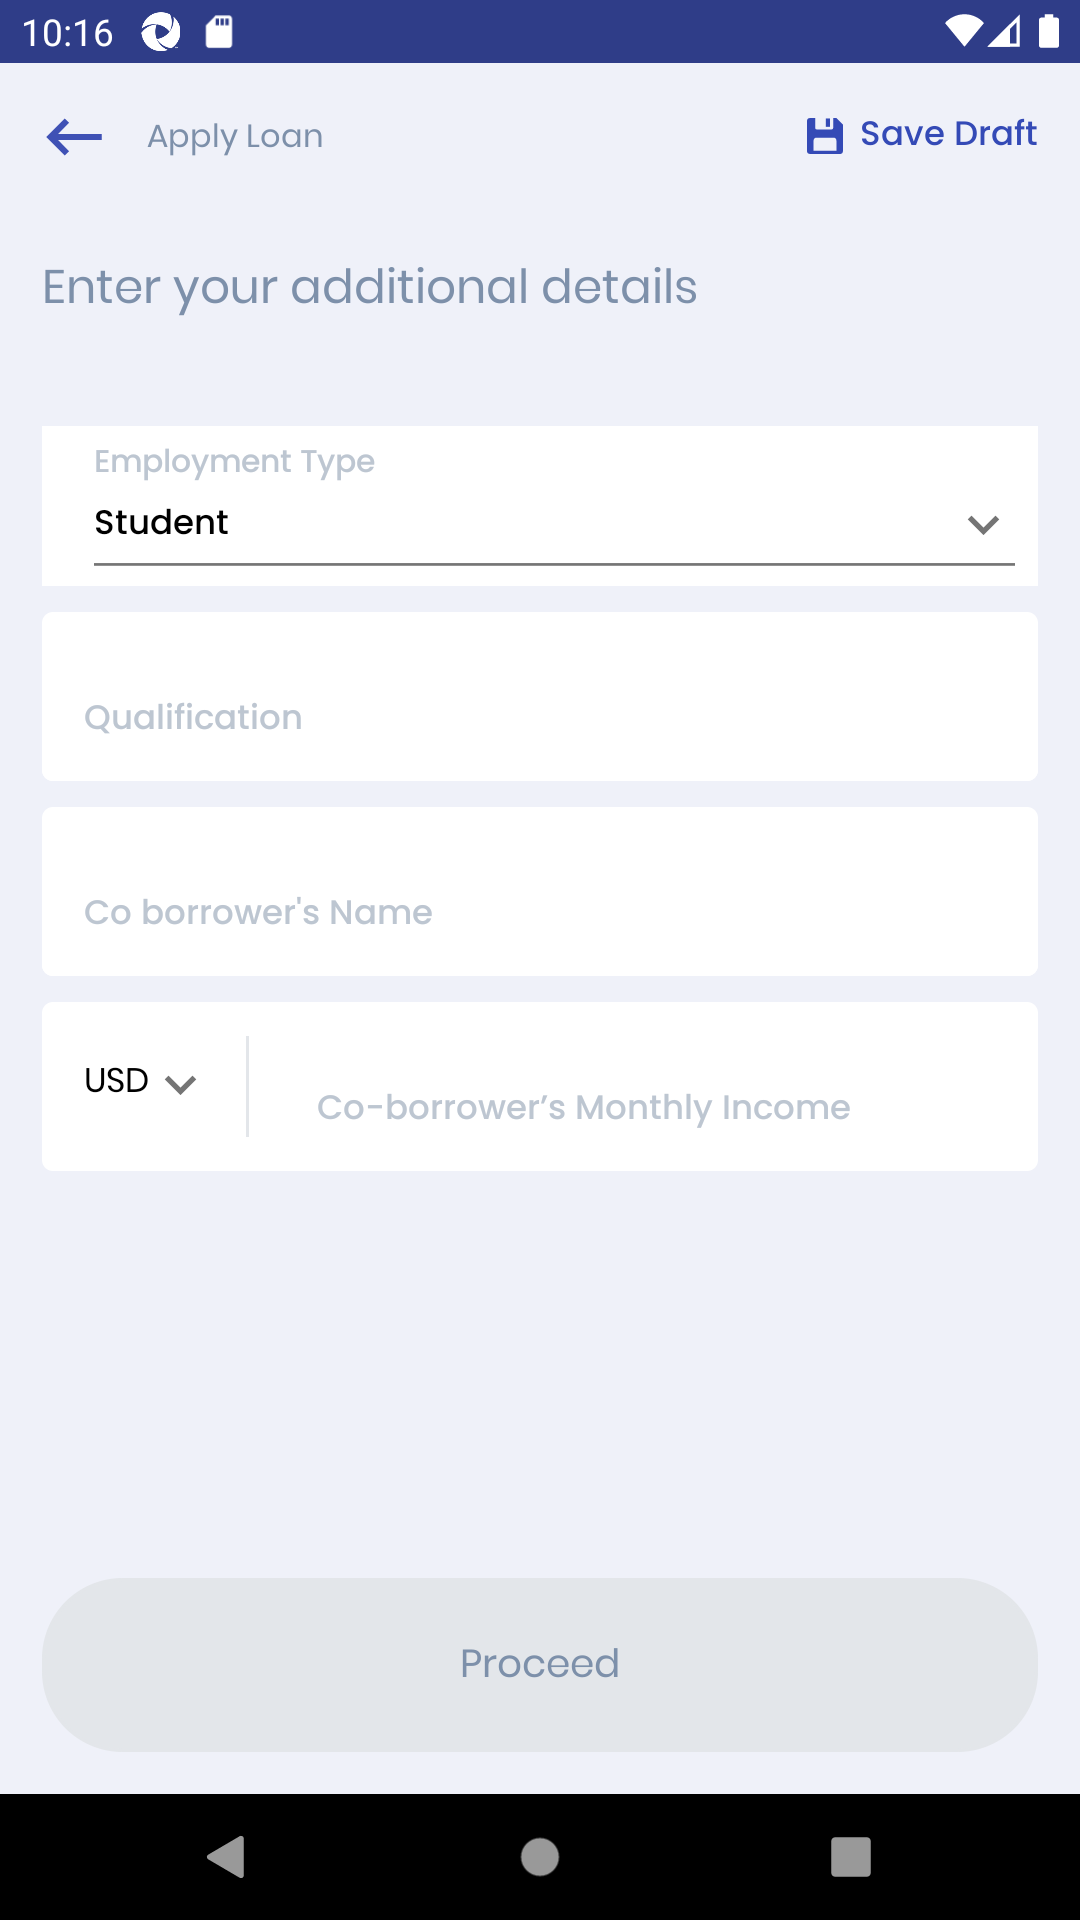 10:16
Apply Loan
Save Draft
Enter your additional details
Employment Type
Student
Qualification
Co borrower's Name
USD
Co-borrower’s Monthly Income
Proceed